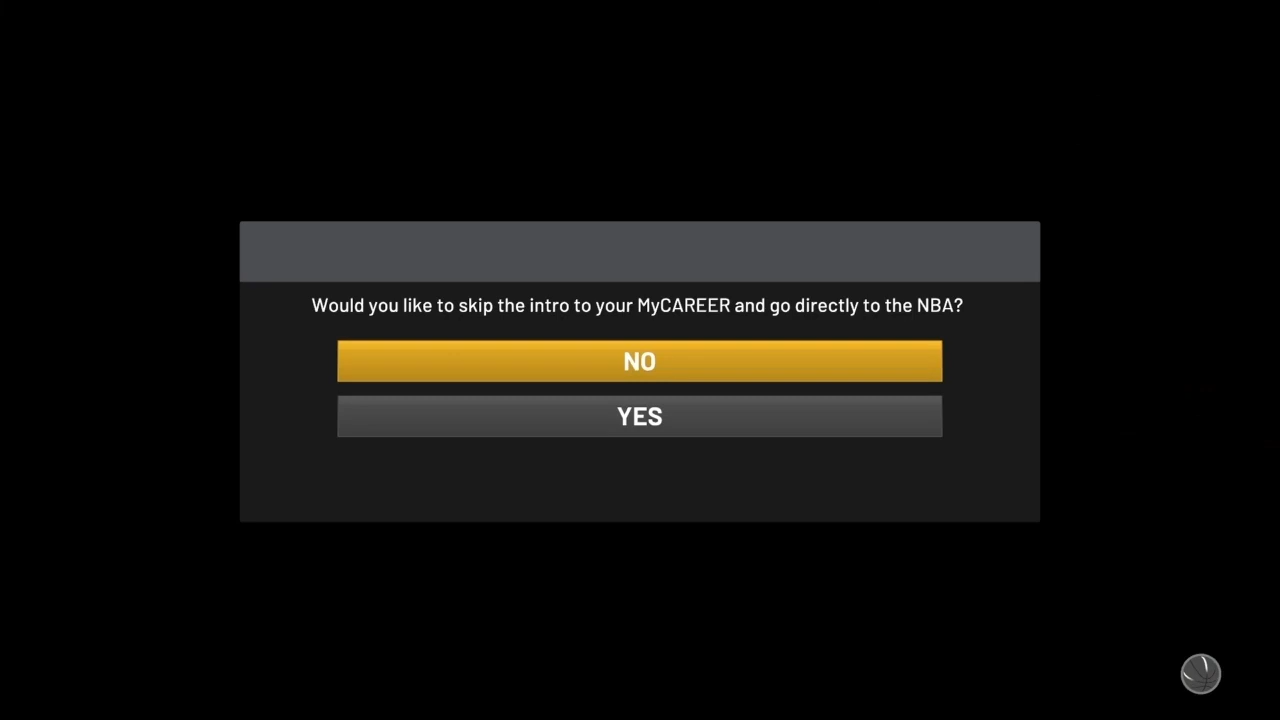 Would you like to skip the intro to your MyCAREER and go directly to the NBA?
NO
YES